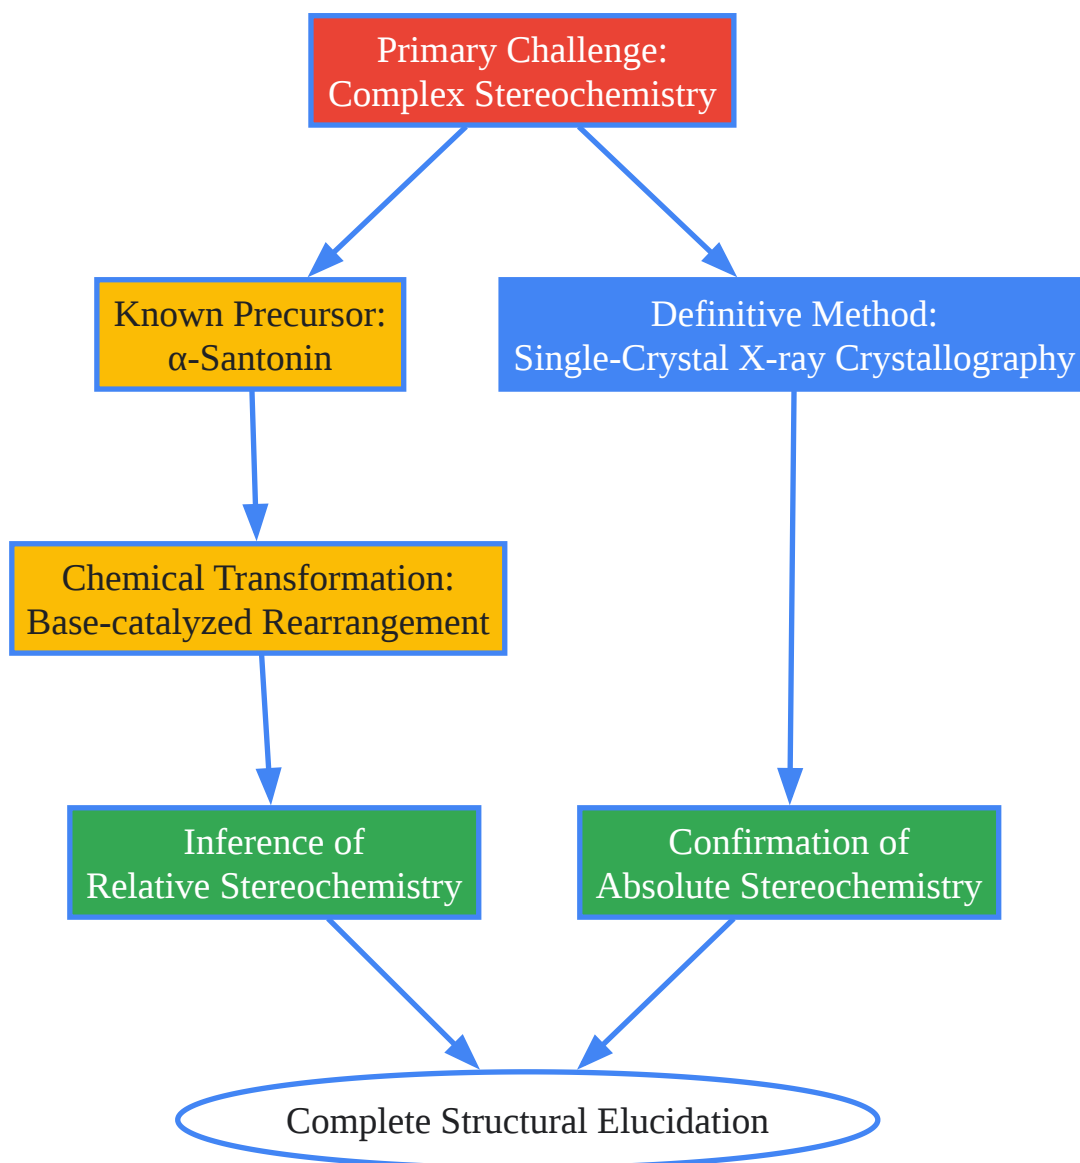 Primary Challenge:
Complex Stereochemistry
Known Precursor:
α-Santonin
Definitive Method:
Single-Crystal X-ray Crystallography
Chemical Transformation:
Base-catalyzed Rearrangement
Inference of
Relative Stereochemistry
Confirmation of
Absolute Stereochemistry
Complete Structural Elucidation